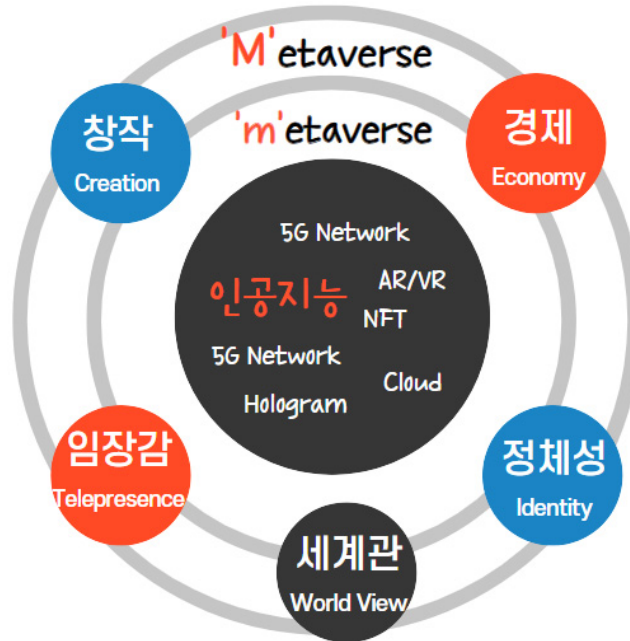 'M'etaverse
'm'etaverse
창작
Creation
경제
Economy
5G Network
인공지능
AR/VR
NFT
5G Network
Cloud
Hologram
임장감
Telepresence
정체성
Identity
세계관
World View